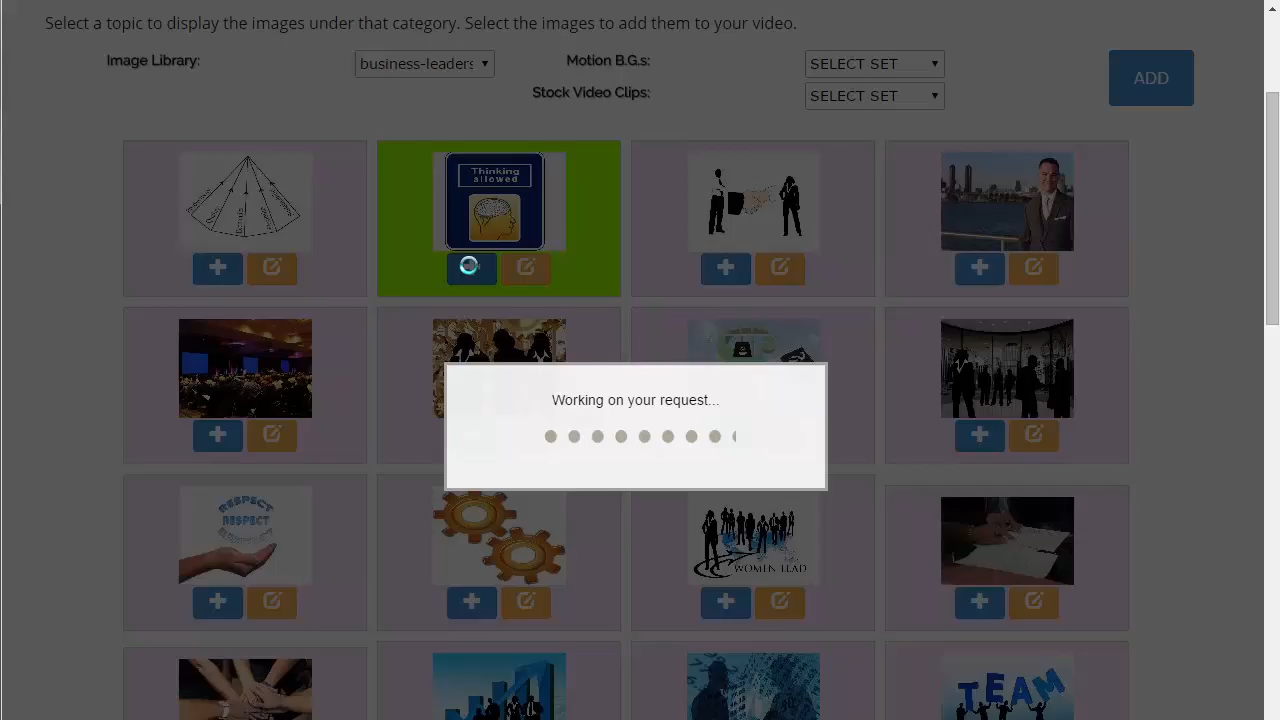 Select a topic to display the images under that category. Select the images to add them to your video.
Image Library:
business-leaders
Motion B.G.s:
SELECT SET
ADD
Stock Video Clips:
SELECT SET
Thinking
allowed
Working on your request...
RESPECT
RESPECT
WOMEN LEAD
TEAM